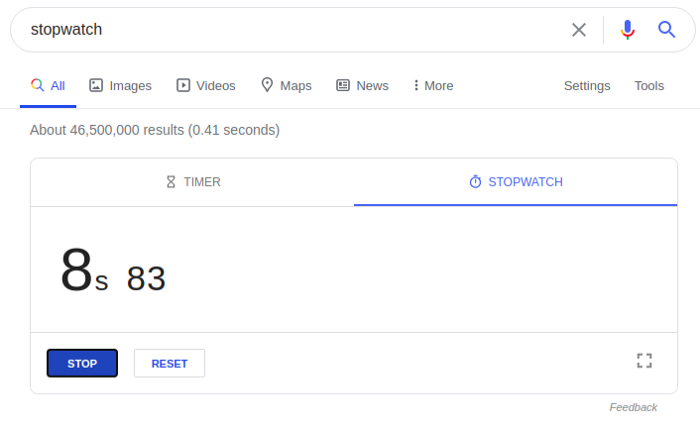 stopwatch
All Images Videos Maps News More Settings Tools
About 46,500,000 results (0.41 seconds)
TIMER STOPWATCH
8s 83
STOP RESET
Feedback